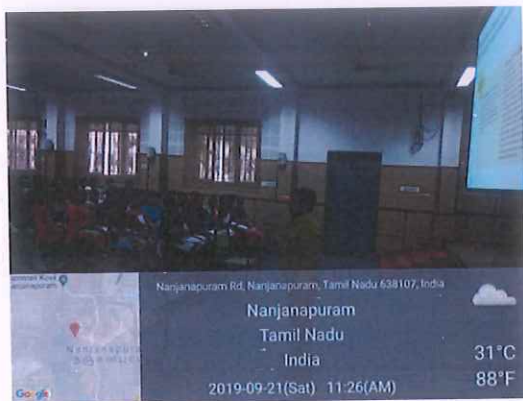 Nanjanapuram Rd, Nanjanapuram, Tamil Nadu 638107, India
Nanjanapuram
Tamil Nadu
India
2019-09-21(Sat) 11:26(AM)
31°C
88°F
Google